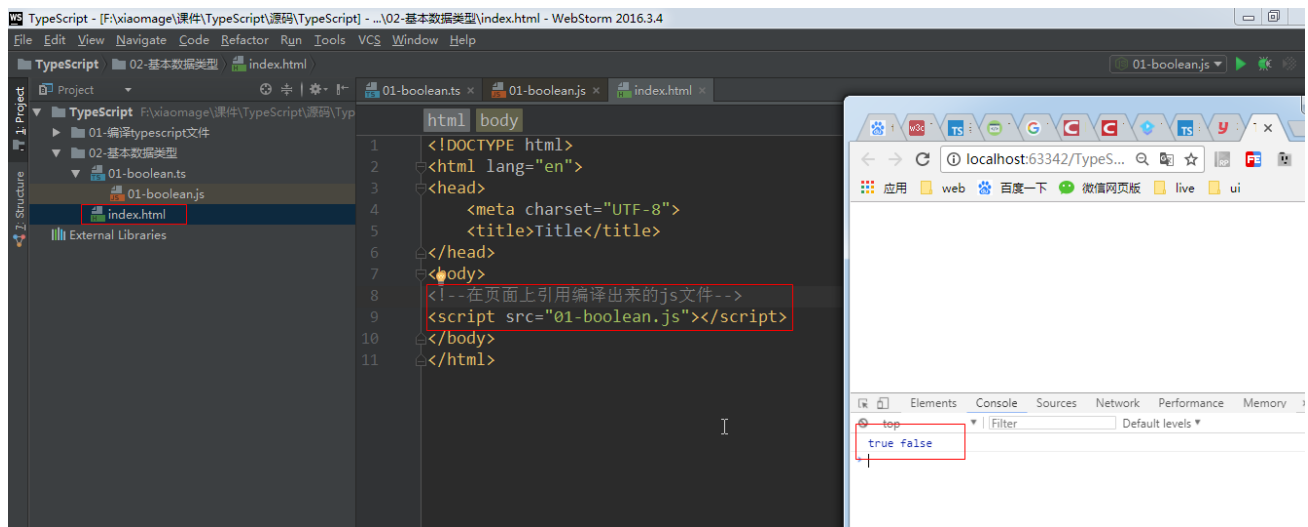 TypeScript - [F:\xiaomage\课件\TypeScript\源码\TypeScript] - ...\02-基本数据类型\index.html - WebStorm 2016.3.4
File Edit View Navigate Code Refactor Run Tools VCS Window Help
TypeScript 02-基本数据类型 index.html 01-boolean.js
Project 01-boolean.ts 01-boolean.js index.html
1: Project
7: Structure
TypeScript F:\xiaomage\课件\TypeScript\源码\Typ
01-编译typescript文件
02-基本数据类型
01-boolean.ts
01-boolean.js
index.html
External Libraries
html body
1 <!DOCTYPE html>
2 <html lang="en">
3 <head>
4 <meta charset="UTF-8">
5 <title>Title</title>
6 </head>
7 <body>
8 <!--在页面上引用编译出来的js文件-->
9 <script src="01-boolean.js"></script>
10 </body>
11 </html>
localhost:63342/TypeS...
应用 web 百度一下 微信网页版 live ui
Elements Console Sources Network Performance Memory
top Filter Default levels
true false